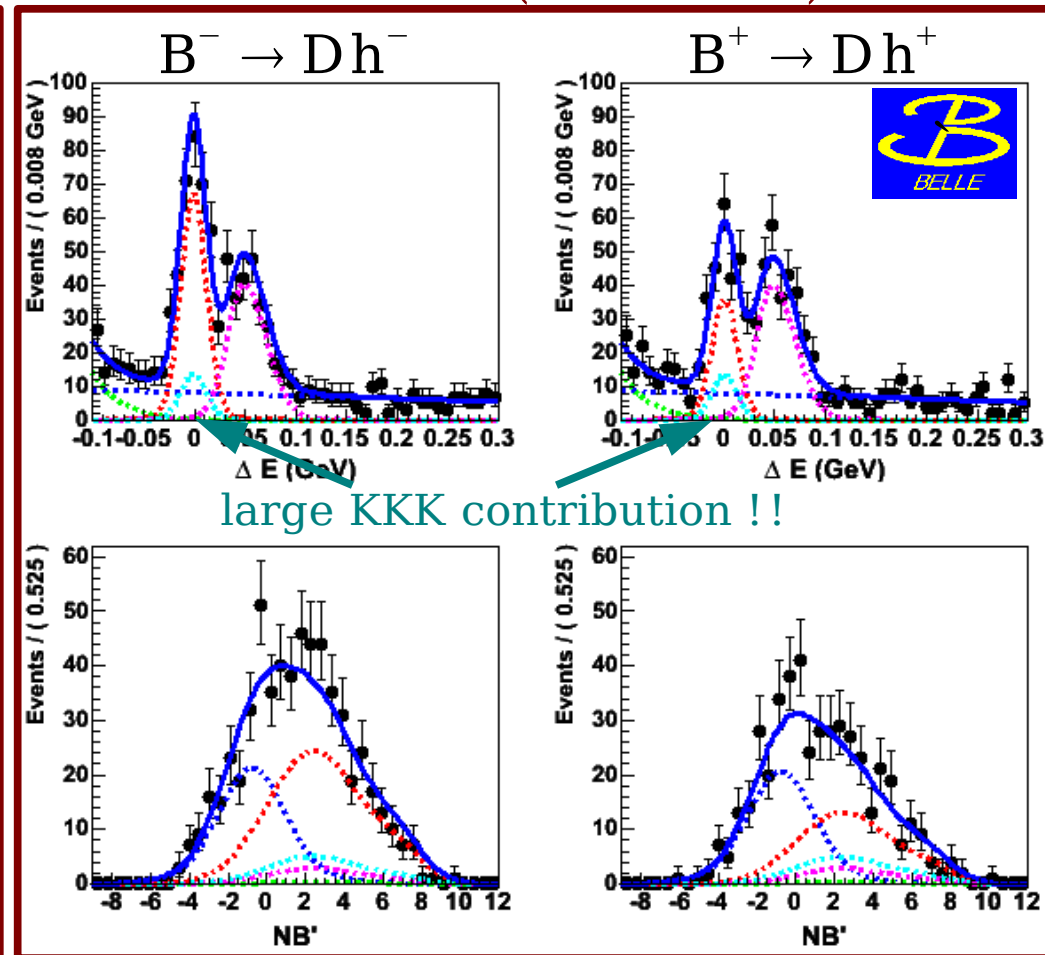 B⁻ → D h⁻
B⁺ → D h⁺
Events / ( 0.008 GeV )
100
90
80
70
60
50
40
30
20
10
0
-0.1 -0.05 0 0.05 0.1 0.15 0.2 0.25 0.3
Δ E (GeV)
Events / ( 0.008 GeV )
100
90
80
70
60
50
40
30
20
10
0
0 0.05 0.1 0.15 0.2 0.25 0.3
Δ E (GeV)
B
BELLE
large KKK contribution !!
Events / ( 0.525 )
60
50
40
30
20
10
0
-8 -6 -4 -2 0 2 4 6 8 10 12
NB'
Events / ( 0.525 )
60
50
40
30
20
10
0
-8 -6 -4 -2 0 2 4 6 8 10 12
NB'